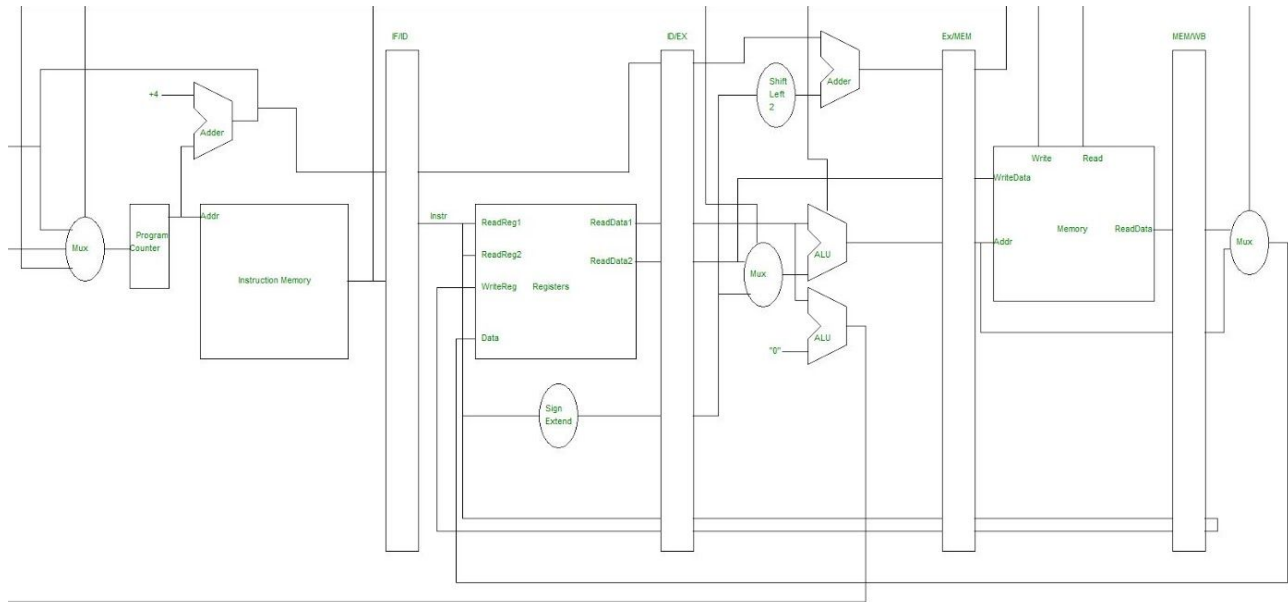 IF/ID
ID/EX
Ex/MEM
MEM/WB
+4
Adder
Shift
Left
2
Adder
Write
Read
WriteData
Addr
Instr
ReadReg1
ReadData1
Program
Counter
Mux
ReadReg2
ReadData2
Memory
ReadData
Addr
Mux
ALU
Mux
Instruction Memory
WriteReg
Registers
Data
"0"
ALU
Sign
Extend